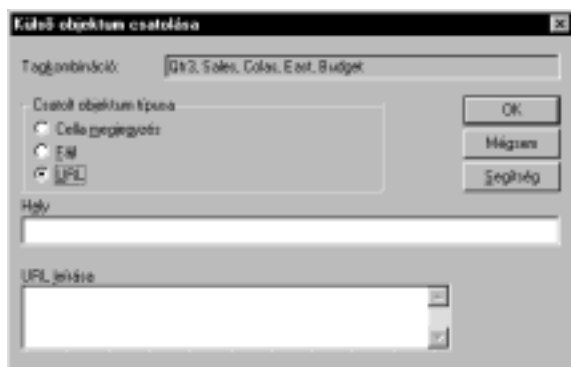 Külső objektum csatolása
Tagkombináció: Qtr3, Sales, Colas, East, Budget
Csatolt objektum típusa
Cella megjegyzés
Fájl
URL
OK
Mégsem
Segítség
Hely
URL leírása